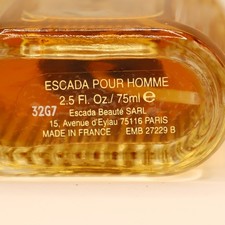 ESCADA POUR HOMME
2.5 Fl. Oz./ 75ml e
32G7
Escada Beauté SARL
15, Avenue d'Eylau 75116 PARIS
MADE IN FRANCE EMB 27229 B